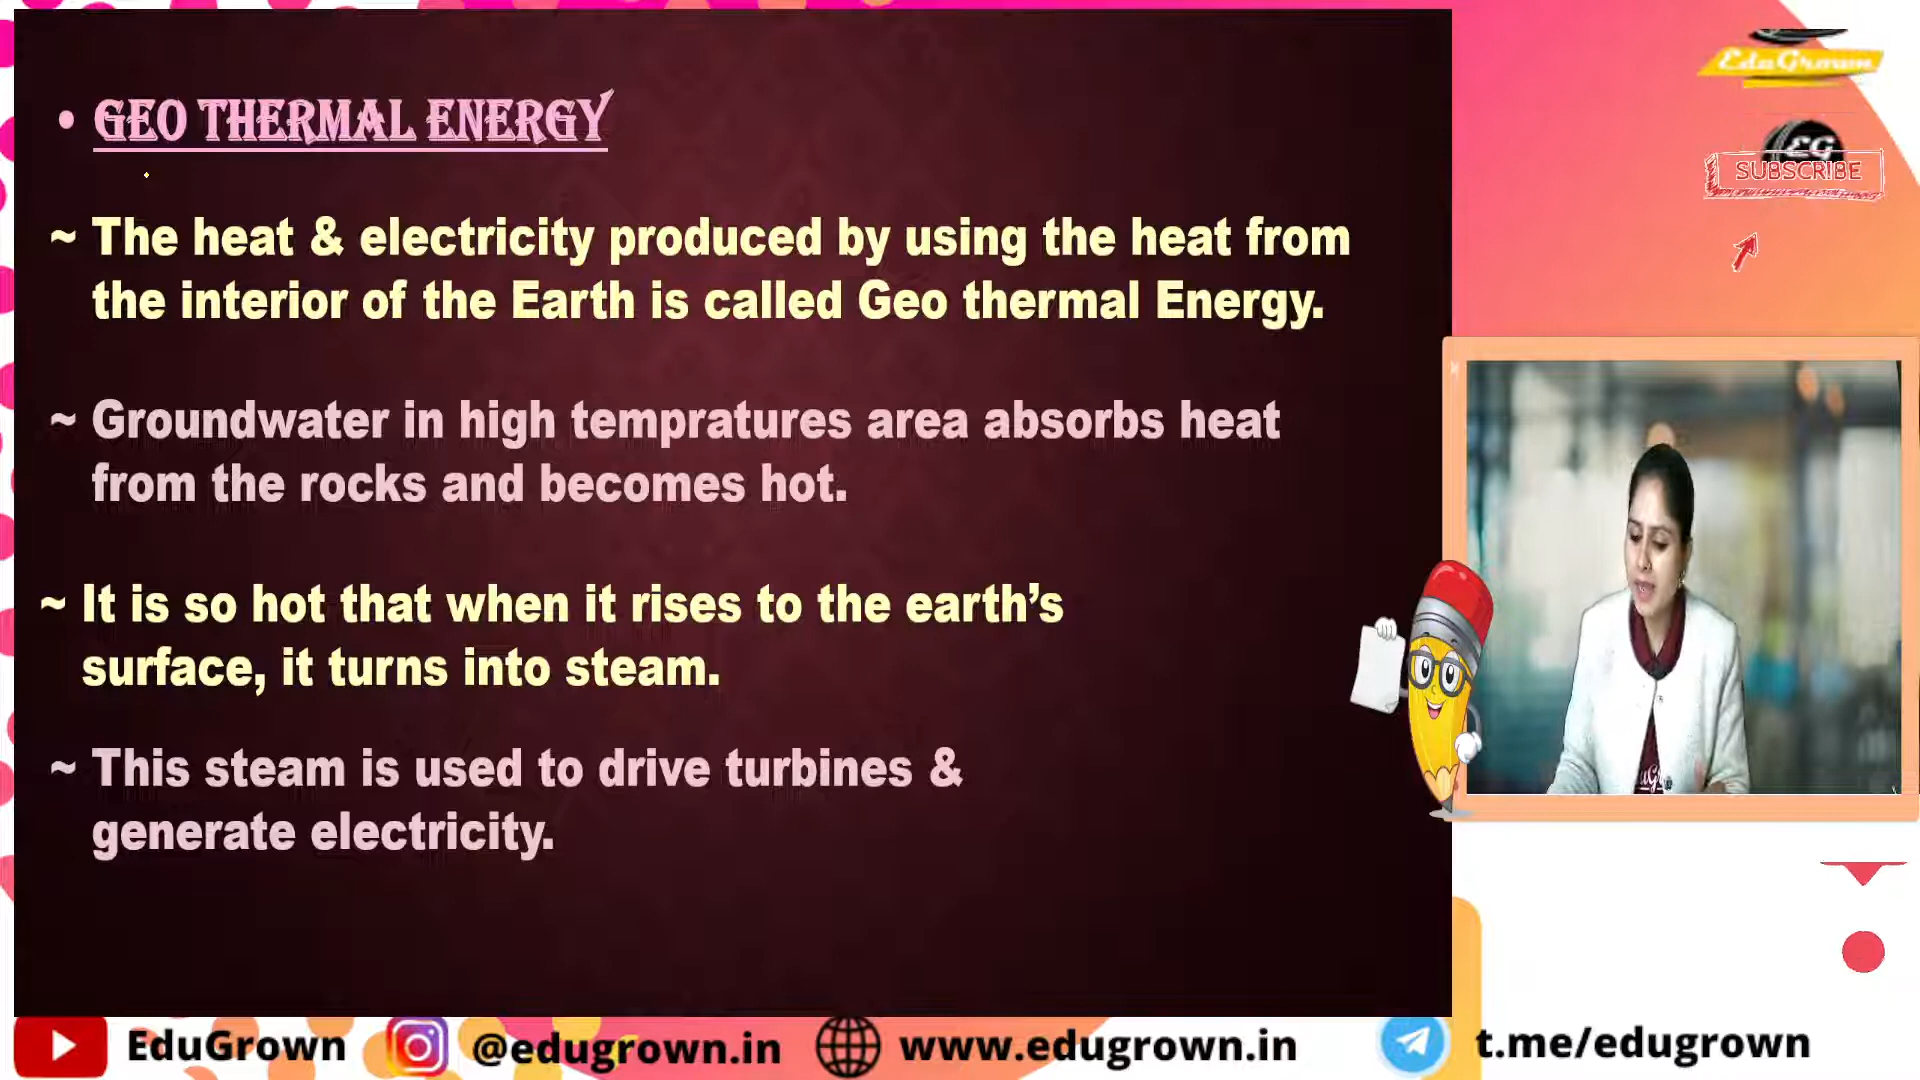 • GEO THERMAL ENERGY
~ The heat & electricity produced by using the heat from
the interior of the Earth is called Geo thermal Energy.
~ Groundwater in high tempratures area absorbs heat
from the rocks and becomes hot.
~ It is so hot that when it rises to the earth’s
surface, it turns into steam.
~ This steam is used to drive turbines &
generate electricity.
EduGrown
EG
SUBSCRIBE
EduGrown @edugrown.in www.edugrown.in t.me/edugrown